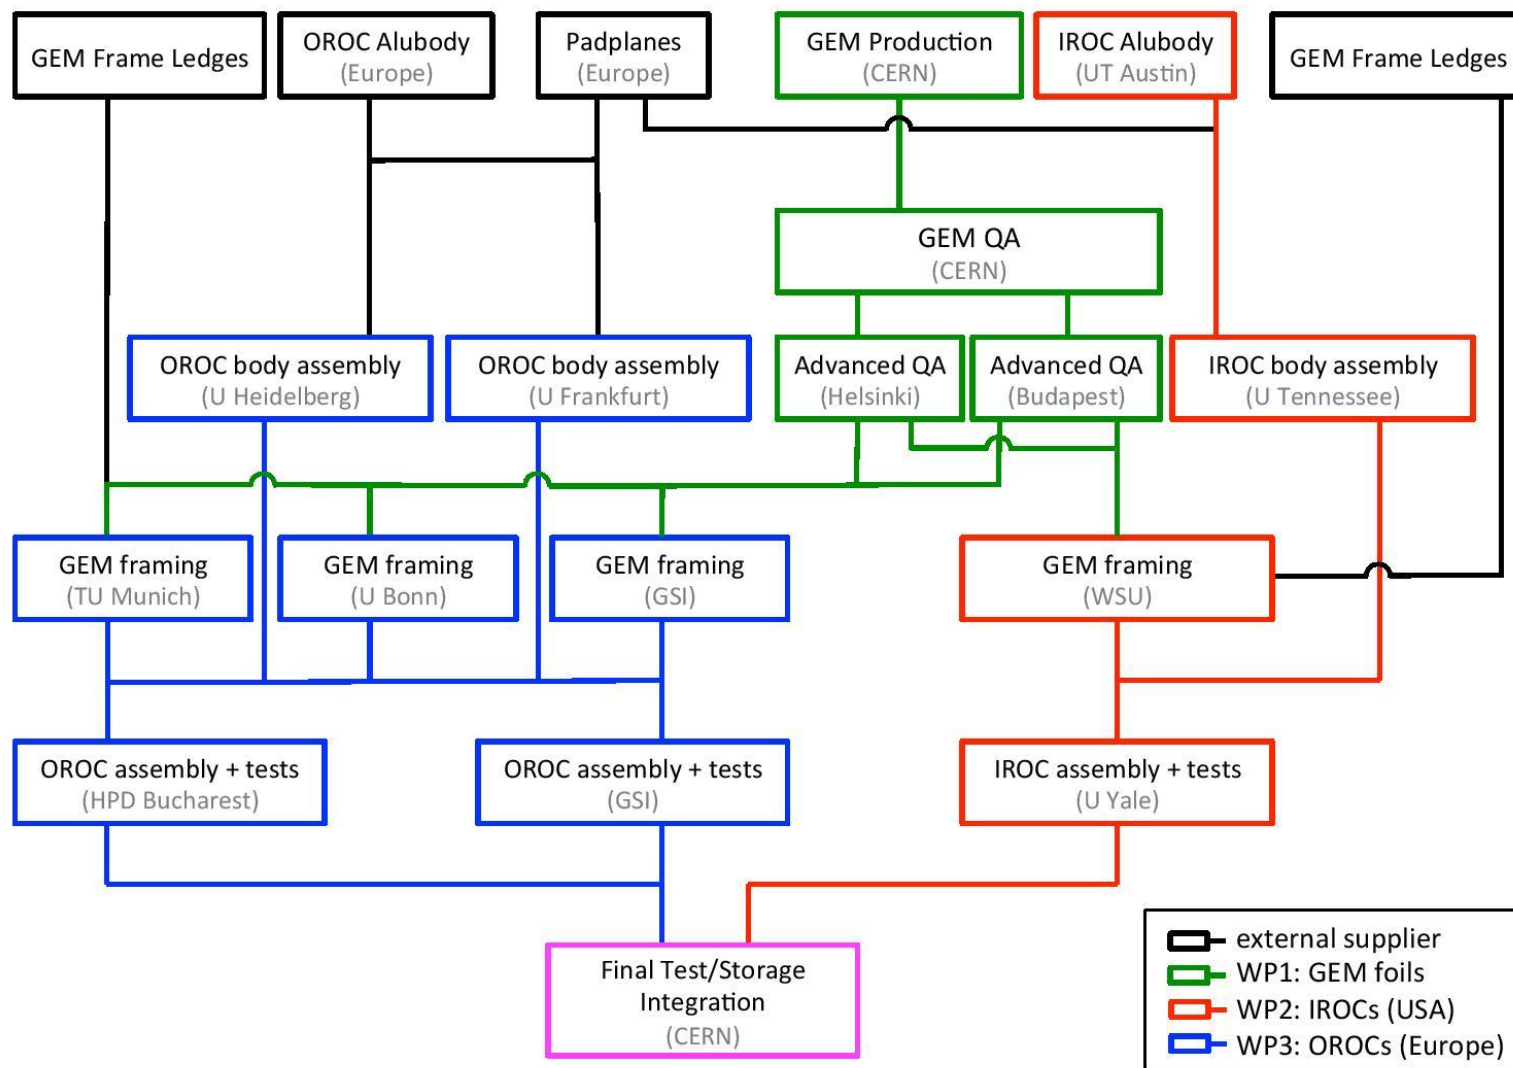 GEM Frame Ledges
OROC Alubody
(Europe)
Padplanes
(Europe)
GEM Production
(CERN)
IROC Alubody
(UT Austin)
GEM Frame Ledges
GEM QA
(CERN)
OROC body assembly
(U Heidelberg)
OROC body assembly
(U Frankfurt)
Advanced QA
(Helsinki)
Advanced QA
(Budapest)
IROC body assembly
(U Tennessee)
GEM framing
(TU Munich)
GEM framing
(U Bonn)
GEM framing
(GSI)
GEM framing
(WSU)
OROC assembly + tests
(HPD Bucharest)
OROC assembly + tests
(GSI)
IROC assembly + tests
(U Yale)
Final Test/Storage
Integration
(CERN)
external supplier
WP1: GEM foils
WP2: IROCs (USA)
WP3: OROCs (Europe)